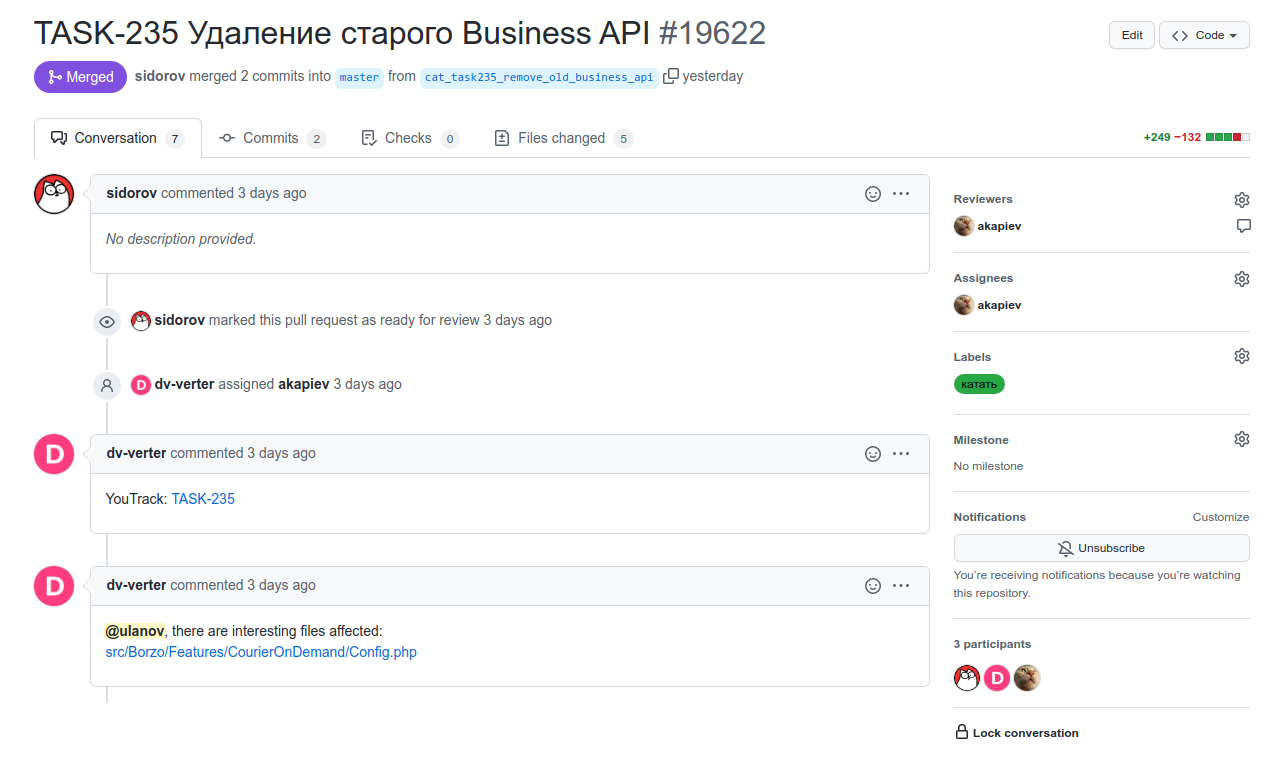 TASK-235 Удаление старого Business API #19622
Edit
Code
Merged
sidorov merged 2 commits into master from cat_task235_remove_old_business_api yesterday
Conversation 7
Commits 2
Checks 0
Files changed 5
+249 −132
sidorov commented 3 days ago
No description provided.
sidorov marked this pull request as ready for review 3 days ago
D dv-verter assigned akapiev 3 days ago
D
dv-verter commented 3 days ago
YouTrack: TASK-235
D
dv-verter commented 3 days ago
@ulanov, there are interesting files affected:
src/Borzo/Features/CourierOnDemand/Config.php
Reviewers
akapiev
Assignees
akapiev
Labels
катать
Milestone
No milestone
Notifications
Customize
Unsubscribe
You're receiving notifications because you're watching
this repository.
3 participants
D
Lock conversation